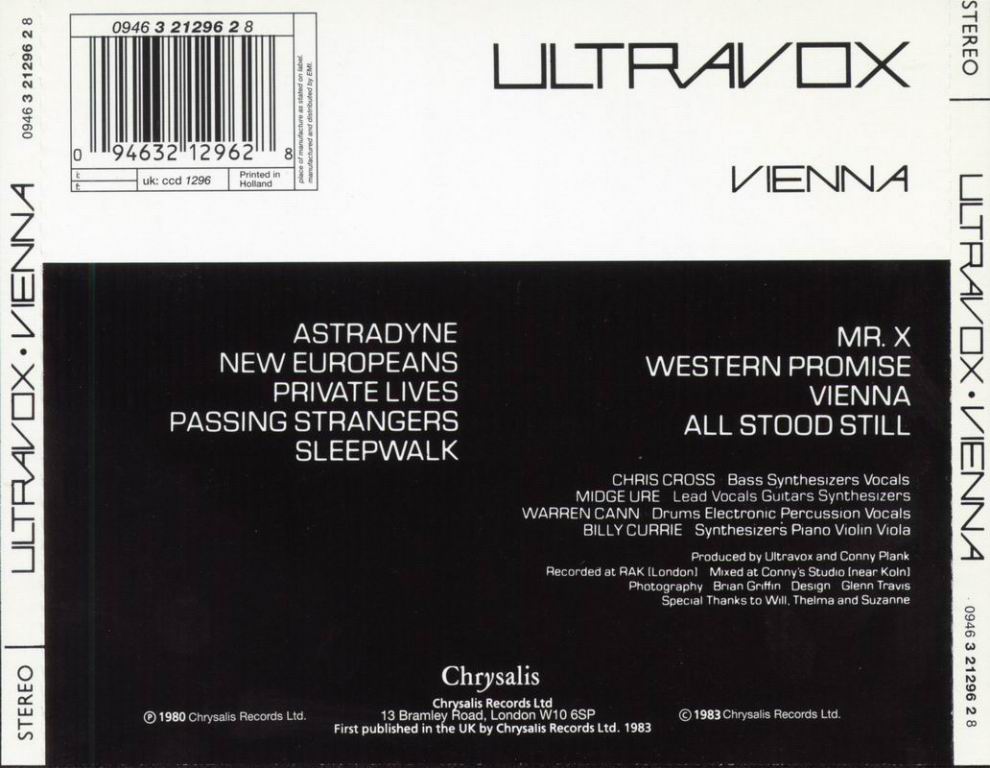 0946 3 21296 2 8
ULTRAVOX • VIENNA
STEREO
0946 3 21296 2 8
0 94632 12962 8
t:
f:
uk: ccd 1296
Printed in
Holland
place of manufacture as stated on label.
manufactured and distributed by EMI.
ULTRAVOX
VIENNA
ASTRADYNE
NEW EUROPEANS
PRIVATE LIVES
PASSING STRANGERS
SLEEPWALK
MR. X
WESTERN PROMISE
VIENNA
ALL STOOD STILL
CHRIS CROSS Bass Synthesizers Vocals
MIDGE URE Lead Vocals Guitars Synthesizers
WARREN CANN Drums Electronic Percussion Vocals
BILLY CURRIE Synthesizers Piano Violin Viola
Produced by Ultravox and Conny Plank
Recorded at RAK [London] Mixed at Conny's Studio [near Koln]
Photography Brian Griffin Design Glenn Travis
Special Thanks to Will, Thelma and Suzanne
Chrysalis
Chrysalis Records Ltd
13 Bramley Road, London W10 6SP
First published in the UK by Chrysalis Records Ltd. 1983
℗ 1980 Chrysalis Records Ltd.
© 1983 Chrysalis Records Ltd.
STEREO
ULTRAVOX • VIENNA
0946 3 21296 2 8